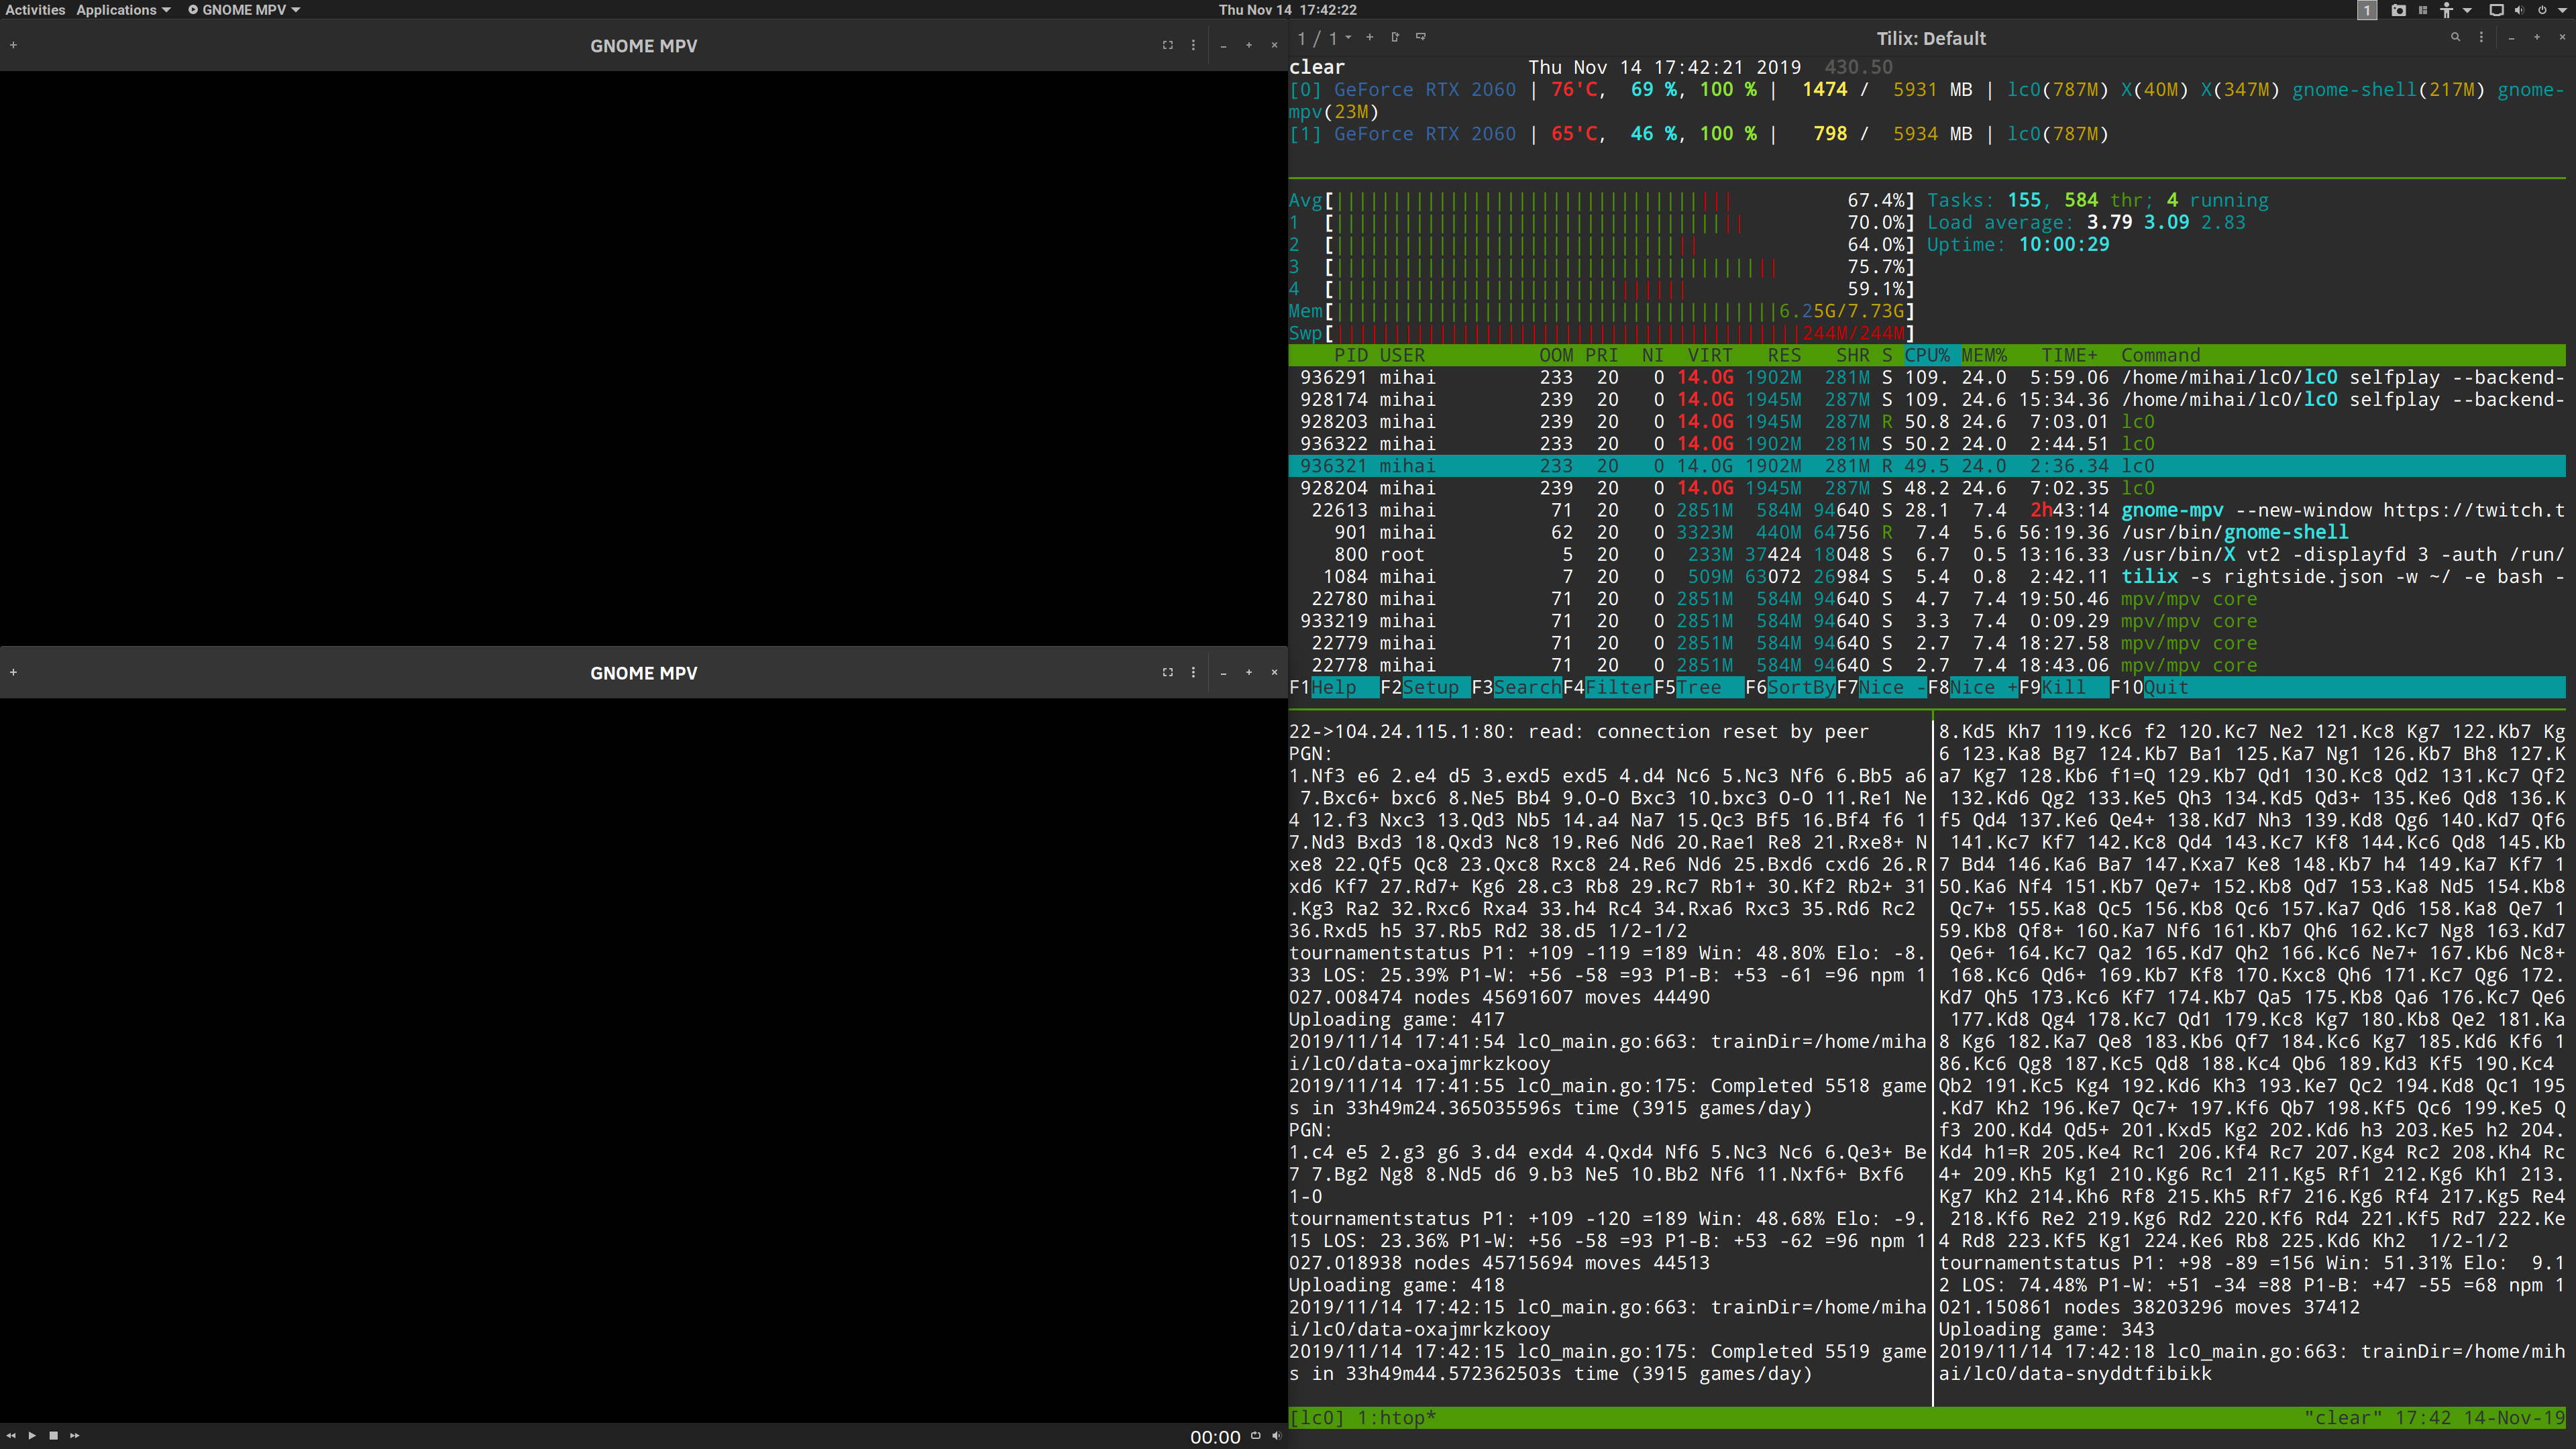 Activities Applications GNOME MPV Thu Nov 14 17:42:22 1
GNOME MPV
GNOME MPV
00:00
1 / 1 Tilix: Default
clear Thu Nov 14 17:42:21 2019 430.50
[0] GeForce RTX 2060 | 76'C, 69 %, 100 % | 1474 / 5931 MB | lc0(787M) X(40M) X(347M) gnome-shell(217M) gnome-
mpv(23M)
[1] GeForce RTX 2060 | 65'C, 46 %, 100 % | 798 / 5934 MB | lc0(787M)
Avg[ 67.4%] Tasks: 155, 584 thr; 4 running
1 [ 70.0%] Load average: 3.79 3.09 2.83
2 [ 64.0%] Uptime: 10:00:29
3 [ 75.7%]
4 [ 59.1%]
Mem[ 6.25G/7.73G]
Swp[ 244M/244M]
PID USER OOM PRI NI VIRT RES SHR S CPU% MEM% TIME+ Command
936291 mihai 233 20 0 14.0G 1902M 281M S 109. 24.0 5:59.06 /home/mihai/lc0/lc0 selfplay --backend-
928174 mihai 239 20 0 14.0G 1945M 287M S 109. 24.6 15:34.36 /home/mihai/lc0/lc0 selfplay --backend-
928203 mihai 239 20 0 14.0G 1945M 287M R 50.8 24.6 7:03.01 lc0
936322 mihai 233 20 0 14.0G 1902M 281M S 50.2 24.0 2:44.51 lc0
936321 mihai 233 20 0 14.0G 1902M 281M R 49.5 24.0 2:36.34 lc0
928204 mihai 239 20 0 14.0G 1945M 287M S 48.2 24.6 7:02.35 lc0
22613 mihai 71 20 0 2851M 584M 94640 S 28.1 7.4 2h43:14 gnome-mpv --new-window https://twitch.t
901 mihai 62 20 0 3323M 440M 64756 R 7.4 5.6 56:19.36 /usr/bin/gnome-shell
800 root 5 20 0 233M 37424 18048 S 6.7 0.5 13:16.33 /usr/bin/X vt2 -displayfd 3 -auth /run/
1084 mihai 7 20 0 509M 63072 26984 S 5.4 0.8 2:42.11 tilix -s rightside.json -w ~/ -e bash -
22780 mihai 71 20 0 2851M 584M 94640 S 4.7 7.4 19:50.46 mpv/mpv core
933219 mihai 71 20 0 2851M 584M 94640 S 3.3 7.4 0:09.29 mpv/mpv core
22779 mihai 71 20 0 2851M 584M 94640 S 2.7 7.4 18:27.58 mpv/mpv core
22778 mihai 71 20 0 2851M 584M 94640 S 2.7 7.4 18:43.06 mpv/mpv core
F1Help F2Setup F3SearchF4FilterF5Tree F6SortByF7Nice -F8Nice +F9Kill F10Quit
22->104.24.115.1:80: read: connection reset by peer
PGN:
1.Nf3 e6 2.e4 d5 3.exd5 exd5 4.d4 Nc6 5.Nc3 Nf6 6.Bb5 a6
7.Bxc6+ bxc6 8.Ne5 Bb4 9.O-O Bxc3 10.bxc3 O-O 11.Re1 Ne
4 12.f3 Nxc3 13.Qd3 Nb5 14.a4 Na7 15.Qc3 Bf5 16.Bf4 f6 1
7.Nd3 Bxd3 18.Qxd3 Nc8 19.Re6 Nd6 20.Rae1 Re8 21.Rxe8+ N
xe8 22.Qf5 Qc8 23.Qxc8 Rxc8 24.Re6 Nd6 25.Bxd6 cxd6 26.R
xd6 Kf7 27.Rd7+ Kg6 28.c3 Rb8 29.Rc7 Rb1+ 30.Kf2 Rb2+ 31
.Kg3 Ra2 32.Rxc6 Rxa4 33.h4 Rc4 34.Rxa6 Rxc3 35.Rd6 Rc2
36.Rxd5 h5 37.Rb5 Rd2 38.d5 1/2-1/2
tournamentstatus P1: +109 -119 =189 Win: 48.80% Elo: -8.
33 LOS: 25.39% P1-W: +56 -58 =93 P1-B: +53 -61 =96 npm 1
027.008474 nodes 45691607 moves 44490
Uploading game: 417
2019/11/14 17:41:54 lc0_main.go:663: trainDir=/home/miha
i/lc0/data-oxajmrkzkooy
2019/11/14 17:41:55 lc0_main.go:175: Completed 5518 game
s in 33h49m24.365035596s time (3915 games/day)
PGN:
1.c4 e5 2.g3 g6 3.d4 exd4 4.Qxd4 Nf6 5.Nc3 Nc6 6.Qe3+ Be
7 7.Bg2 Ng8 8.Nd5 d6 9.b3 Ne5 10.Bb2 Nf6 11.Nxf6+ Bxf6
1-0
tournamentstatus P1: +109 -120 =189 Win: 48.68% Elo: -9.
15 LOS: 23.36% P1-W: +56 -58 =93 P1-B: +53 -62 =96 npm 1
027.018938 nodes 45715694 moves 44513
Uploading game: 418
2019/11/14 17:42:15 lc0_main.go:663: trainDir=/home/miha
i/lc0/data-oxajmrkzkooy
2019/11/14 17:42:15 lc0_main.go:175: Completed 5519 game
s in 33h49m44.572362503s time (3915 games/day)
8.Kd5 Kh7 119.Kc6 f2 120.Kc7 Ne2 121.Kc8 Kg7 122.Kb7 Kg
6 123.Ka8 Bg7 124.Kb7 Ba1 125.Ka7 Ng1 126.Kb7 Bh8 127.K
a7 Kg7 128.Kb6 f1=Q 129.Kb7 Qd1 130.Kc8 Qd2 131.Kc7 Qf2
132.Kd6 Qg2 133.Ke5 Qh3 134.Kd5 Qd3+ 135.Ke6 Qd8 136.K
f5 Qd4 137.Ke6 Qe4+ 138.Kd7 Nh3 139.Kd8 Qg6 140.Kd7 Qf6
141.Kc7 Kf7 142.Kc8 Qd4 143.Kc7 Kf8 144.Kc6 Qd8 145.Kb
7 Bd4 146.Ka6 Ba7 147.Kxa7 Ke8 148.Kb7 h4 149.Ka7 Kf7 1
50.Ka6 Nf4 151.Kb7 Qe7+ 152.Kb8 Qd7 153.Ka8 Nd5 154.Kb8
Qc7+ 155.Ka8 Qc5 156.Kb8 Qc6 157.Ka7 Qd6 158.Ka8 Qe7 1
59.Kb8 Qf8+ 160.Ka7 Nf6 161.Kb7 Qh6 162.Kc7 Ng8 163.Kd7
Qe6+ 164.Kc7 Qa2 165.Kd7 Qh2 166.Kc6 Ne7+ 167.Kb6 Nc8+
168.Kc6 Qd6+ 169.Kb7 Kf8 170.Kxc8 Qh6 171.Kc7 Qg6 172.
Kd7 Qh5 173.Kc6 Kf7 174.Kb7 Qa5 175.Kb8 Qa6 176.Kc7 Qe6
177.Kd8 Qg4 178.Kc7 Qd1 179.Kc8 Kg7 180.Kb8 Qe2 181.Ka
8 Kg6 182.Ka7 Qe8 183.Kb6 Qf7 184.Kc6 Kg7 185.Kd6 Kf6 1
86.Kc6 Qg8 187.Kc5 Qd8 188.Kc4 Qb6 189.Kd3 Kf5 190.Kc4
Qb2 191.Kc5 Kg4 192.Kd6 Kh3 193.Ke7 Qc2 194.Kd8 Qc1 195
.Kd7 Kh2 196.Ke7 Qc7+ 197.Kf6 Qb7 198.Kf5 Qc6 199.Ke5 Q
f3 200.Kd4 Qd5+ 201.Kxd5 Kg2 202.Kd6 h3 203.Ke5 h2 204.
Kd4 h1=R 205.Ke4 Rc1 206.Kf4 Rc7 207.Kg4 Rc2 208.Kh4 Rc
4+ 209.Kh5 Kg1 210.Kg6 Rc1 211.Kg5 Rf1 212.Kg6 Kh1 213.
Kg7 Kh2 214.Kh6 Rf8 215.Kh5 Rf7 216.Kg6 Rf4 217.Kg5 Re4
218.Kf6 Re2 219.Kg6 Rd2 220.Kf6 Rd4 221.Kf5 Rd7 222.Ke
4 Rd8 223.Kf5 Kg1 224.Ke6 Rb8 225.Kd6 Kh2 1/2-1/2
tournamentstatus P1: +98 -89 =156 Win: 51.31% Elo: 9.1
2 LOS: 74.48% P1-W: +51 -34 =88 P1-B: +47 -55 =68 npm 1
021.150861 nodes 38203296 moves 37412
Uploading game: 343
2019/11/14 17:42:18 lc0_main.go:663: trainDir=/home/mih
ai/lc0/data-snyddtfibikk
[lc0] 1:htop* "clear" 17:42 14-Nov-19